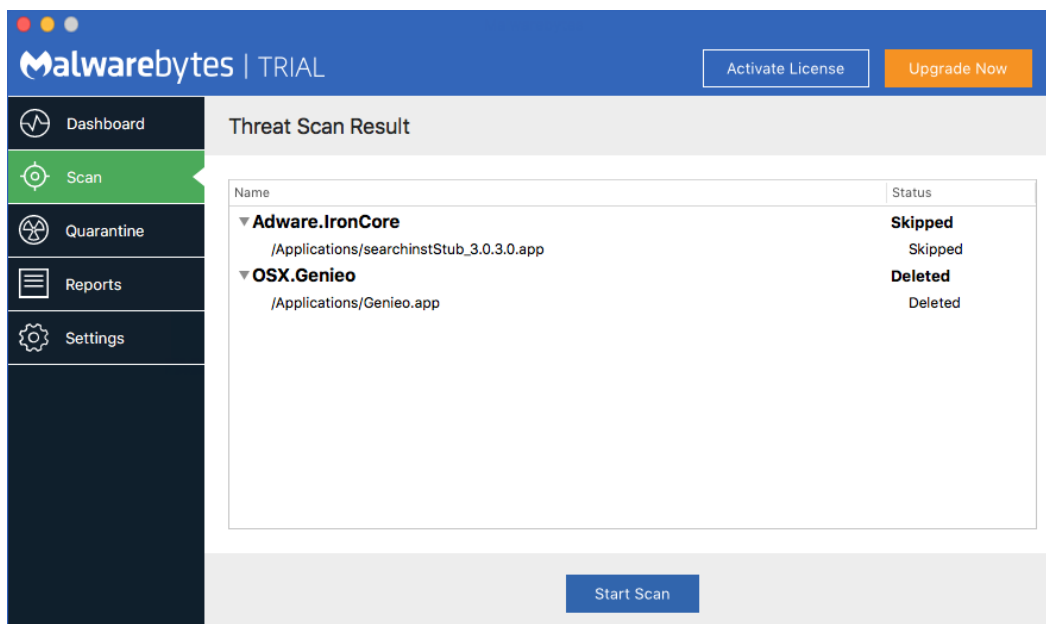 Malwarebytes | TRIAL
Activate License
Upgrade Now
Dashboard
Scan
Quarantine
Reports
Settings
Threat Scan Result
Name Status
Adware.IronCore Skipped
/Applications/searchinstStub_3.0.3.0.app Skipped
OSX.Genieo Deleted
/Applications/Genieo.app Deleted
Start Scan